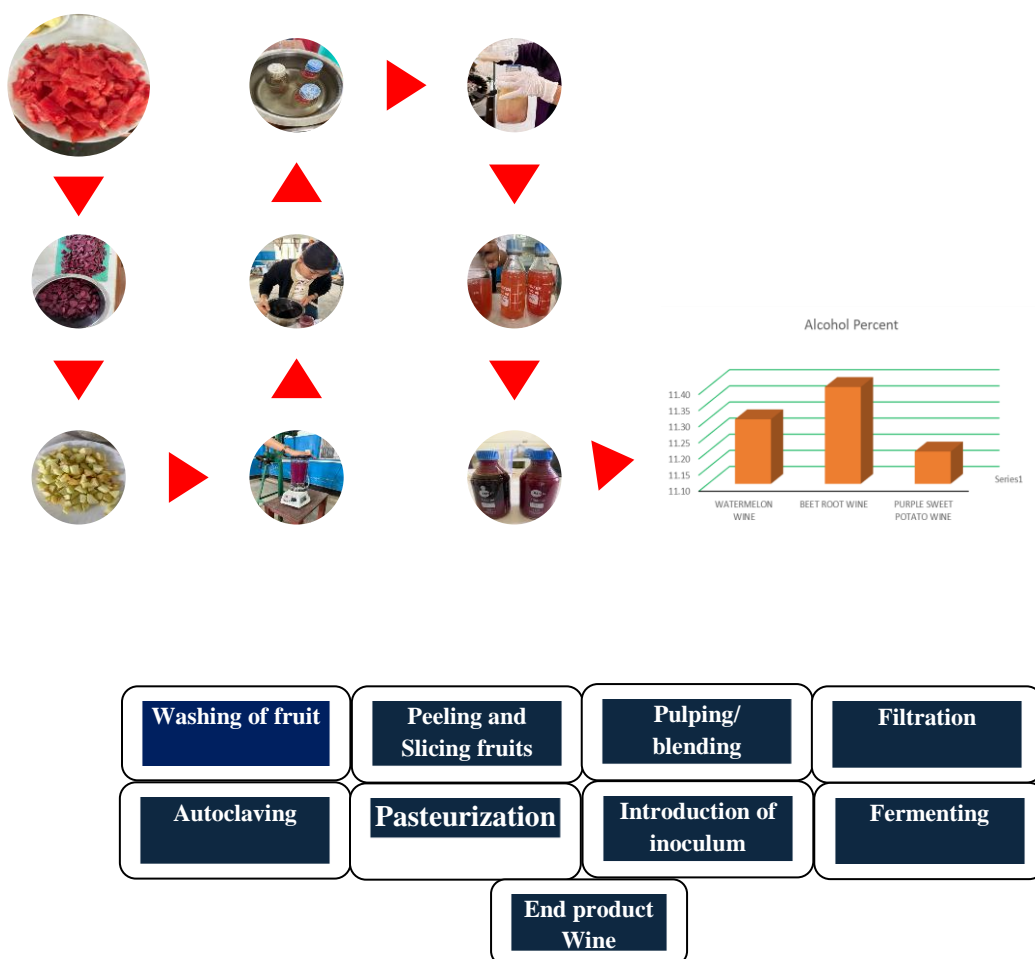 Alcohol Percent
11.40
11.35
11.30
11.25
11.20
11.15
11.10
Series1
WATERMELON
WINE
BEET ROOT WINE
PURPLE SWEET
POTATO WINE
Washing of fruit
Peeling and
Slicing fruits
Pulping/
blending
Filtration
Autoclaving
Pasteurization
Introduction of
inoculum
Fermenting
End product
Wine